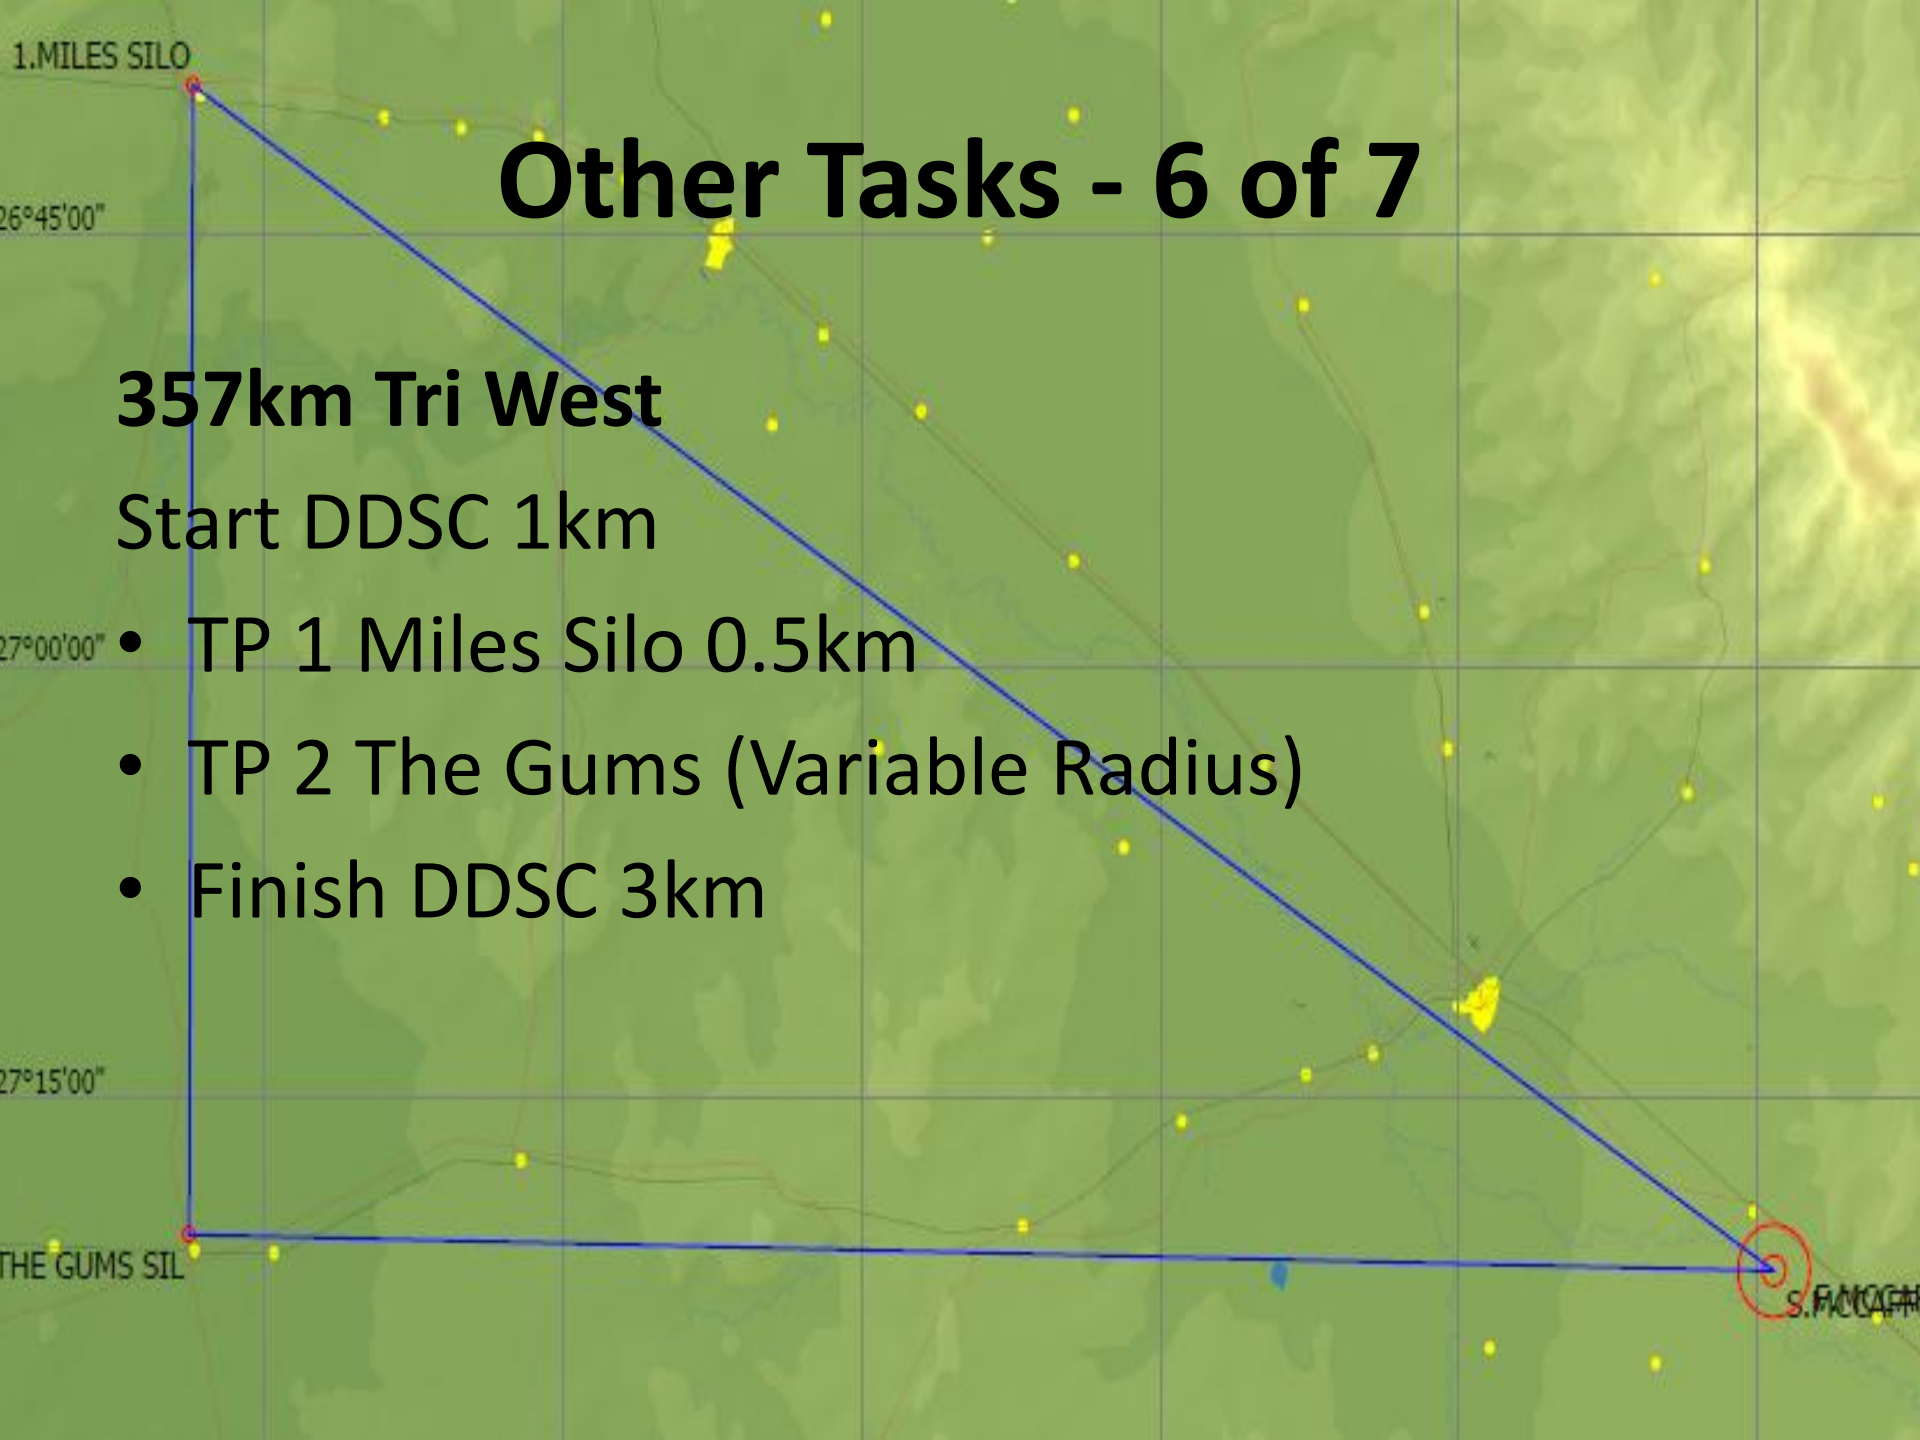 1.MILES SILO
Other Tasks - 6 of 7
26°45'00"
357km Tri West
Start DDSC 1km
27°00'00"
• TP 1 Miles Silo 0.5km
• TP 2 The Gums (Variable Radius)
• Finish DDSC 3km
27°15'00"
THE GUMS SIL